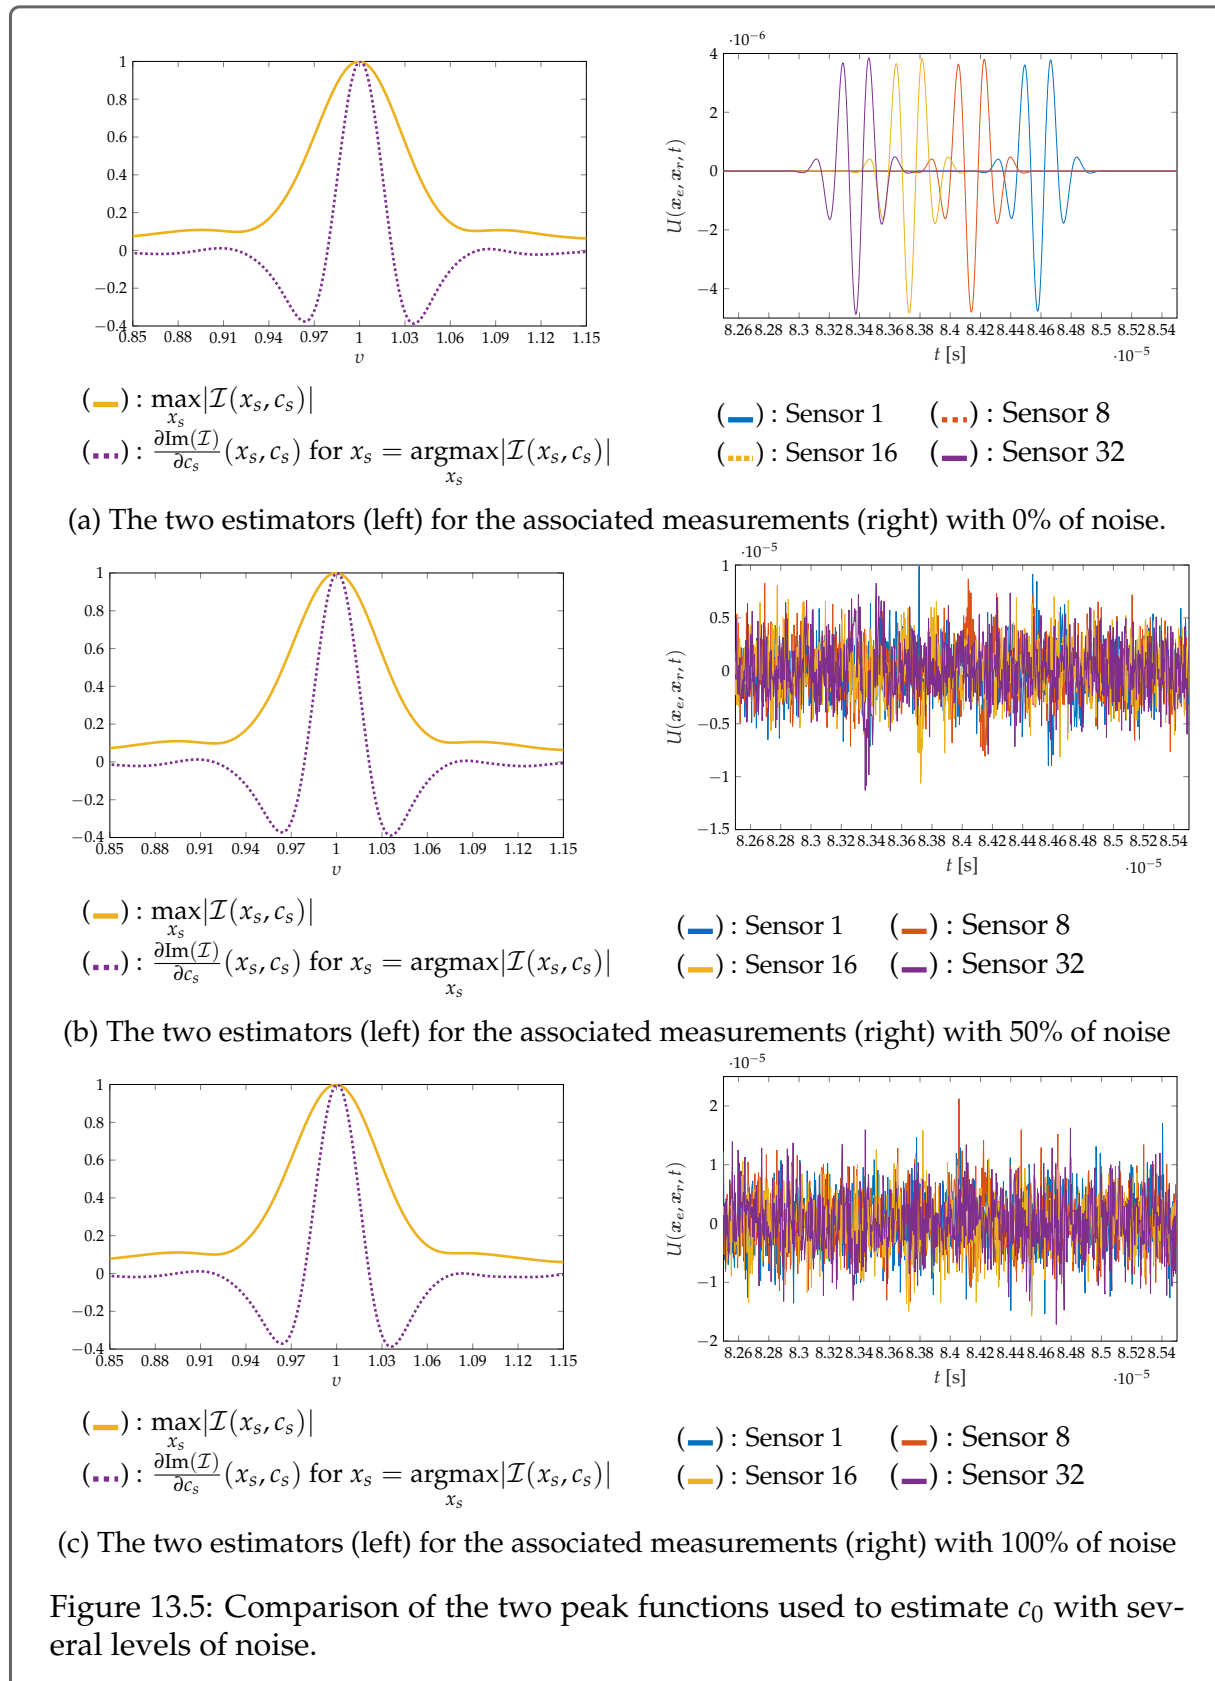 ·10⁻⁶
1
0.8
0.6
0.4
0.2
0
−0.2
−0.4
0.85 0.88 0.91 0.94 0.97 1 1.03 1.06 1.09 1.12 1.15
υ
4
2
0
−2
−4
U(x_e, x_r, t)
8.26 8.28 8.3 8.32 8.34 8.36 8.38 8.4 8.42 8.44 8.46 8.48 8.5 8.52 8.54
t [s]
·10⁻⁵
(—) : max_{x_s} |ℐ(x_s, c_s)|
(···) : ∂Im(ℐ)/∂c_s (x_s, c_s) for x_s = argmax_{x_s} |ℐ(x_s, c_s)|
(—) : Sensor 1 (···) : Sensor 8
(···) : Sensor 16 (—) : Sensor 32
(a) The two estimators (left) for the associated measurements (right) with 0% of noise.
·10⁻⁵
1
0.8
0.6
0.4
0.2
0
−0.2
−0.4
0.85 0.88 0.91 0.94 0.97 1 1.03 1.06 1.09 1.12 1.15
υ
1
0.5
0
−0.5
−1
−1.5
U(x_e, x_r, t)
8.26 8.28 8.3 8.32 8.34 8.36 8.38 8.4 8.42 8.44 8.46 8.48 8.5 8.52 8.54
t [s]
·10⁻⁵
(—) : max_{x_s} |ℐ(x_s, c_s)|
(···) : ∂Im(ℐ)/∂c_s (x_s, c_s) for x_s = argmax_{x_s} |ℐ(x_s, c_s)|
(—) : Sensor 1 (—) : Sensor 8
(—) : Sensor 16 (—) : Sensor 32
(b) The two estimators (left) for the associated measurements (right) with 50% of noise
·10⁻⁵
1
0.8
0.6
0.4
0.2
0
−0.2
−0.4
0.85 0.88 0.91 0.94 0.97 1 1.03 1.06 1.09 1.12 1.15
υ
2
1
0
−1
−2
U(x_e, x_r, t)
8.26 8.28 8.3 8.32 8.34 8.36 8.38 8.4 8.42 8.44 8.46 8.48 8.5 8.52 8.54
t [s]
·10⁻⁵
(—) : max_{x_s} |ℐ(x_s, c_s)|
(···) : ∂Im(ℐ)/∂c_s (x_s, c_s) for x_s = argmax_{x_s} |ℐ(x_s, c_s)|
(—) : Sensor 1 (—) : Sensor 8
(—) : Sensor 16 (—) : Sensor 32
(c) The two estimators (left) for the associated measurements (right) with 100% of noise
Figure 13.5: Comparison of the two peak functions used to estimate c₀ with sev-
eral levels of noise.